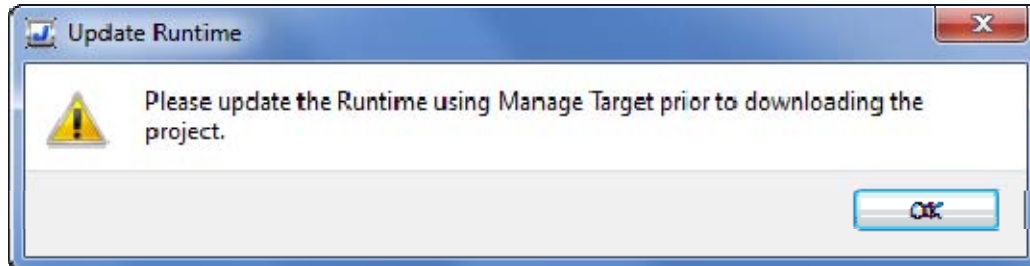 Update Runtime
Please update the Runtime using Manage Target prior to downloading the
project.
OK